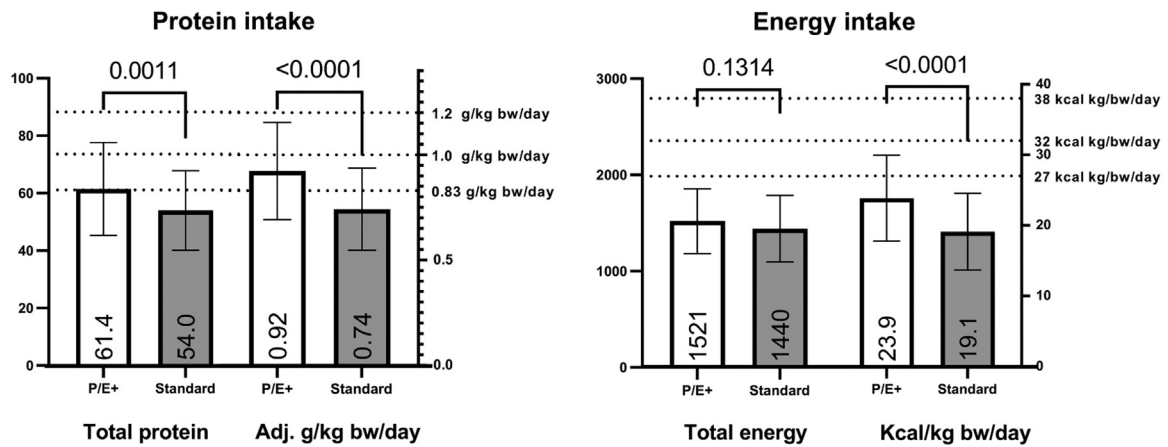 Protein intake
0.0011
<0.0001
100
80
60
40
20
0
1.2 g/kg bw/day
1.0 g/kg bw/day
0.83 g/kg bw/day
0.5
0.0
61.4
54.0
0.92
0.74
P/E+
Standard
P/E+
Standard
Total protein
Adj. g/kg bw/day
Energy intake
0.1314
<0.0001
3000
2000
1000
0
40
38 kcal kg/bw/day
32 kcal kg/bw/day
30
27 kcal kg/bw/day
20
10
0
1521
1440
23.9
19.1
P/E+
Standard
P/E+
Standard
Total energy
Kcal/kg bw/day